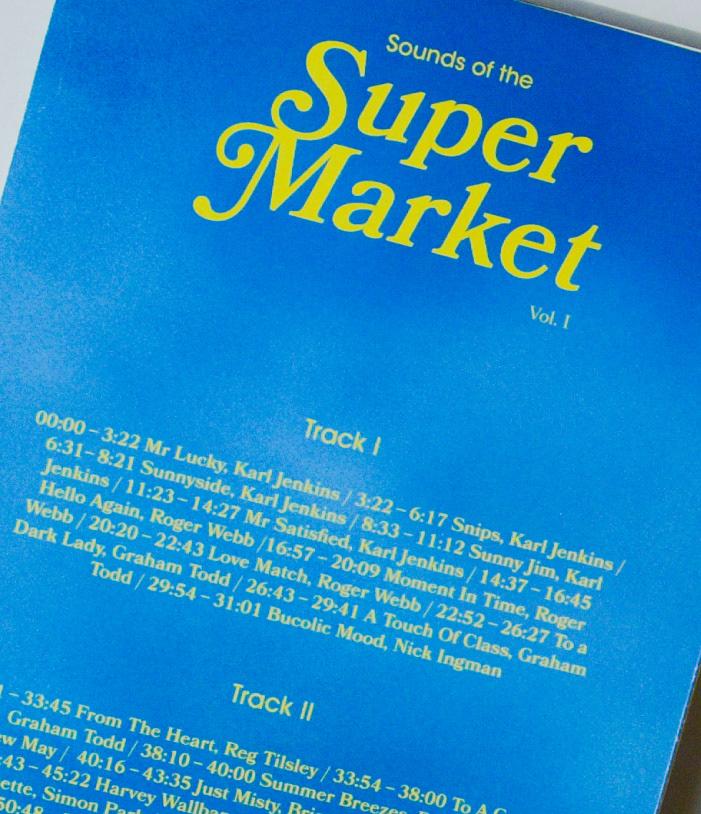 Sounds of the
Super
Market
Vol. I
Track I
00:00 – 3:22 Mr Lucky, Karl Jenkins / 3:22 – 6:17 Snips, Karl Jenkins /
6:31 – 8:21 Sunnyside, Karl Jenkins / 8:33 – 11:12 Sunny Jim, Karl
Jenkins / 11:23 – 14:27 Mr Satisfied, Karl Jenkins / 14:37 – 16:45
Hello Again, Roger Webb /16:57 – 20:09 Moment In Time, Roger
Webb / 20:20 – 22:43 Love Match, Roger Webb / 22:52 – 26:27 To a
Dark Lady, Graham Todd / 26:43 – 29:41 A Touch Of Class, Graham
Todd / 29:54 – 31:01 Bucolic Mood, Nick Ingman
Track II
– 33:45 From The Heart, Reg Tilsley / 33:54 – 38:00 To A
Graham Todd / 38:10 – 40:00 Summer Breezes,
May / 40:16 – 43:35 Just Misty,
:43 – 45:22 Harvey
Simon
50:48